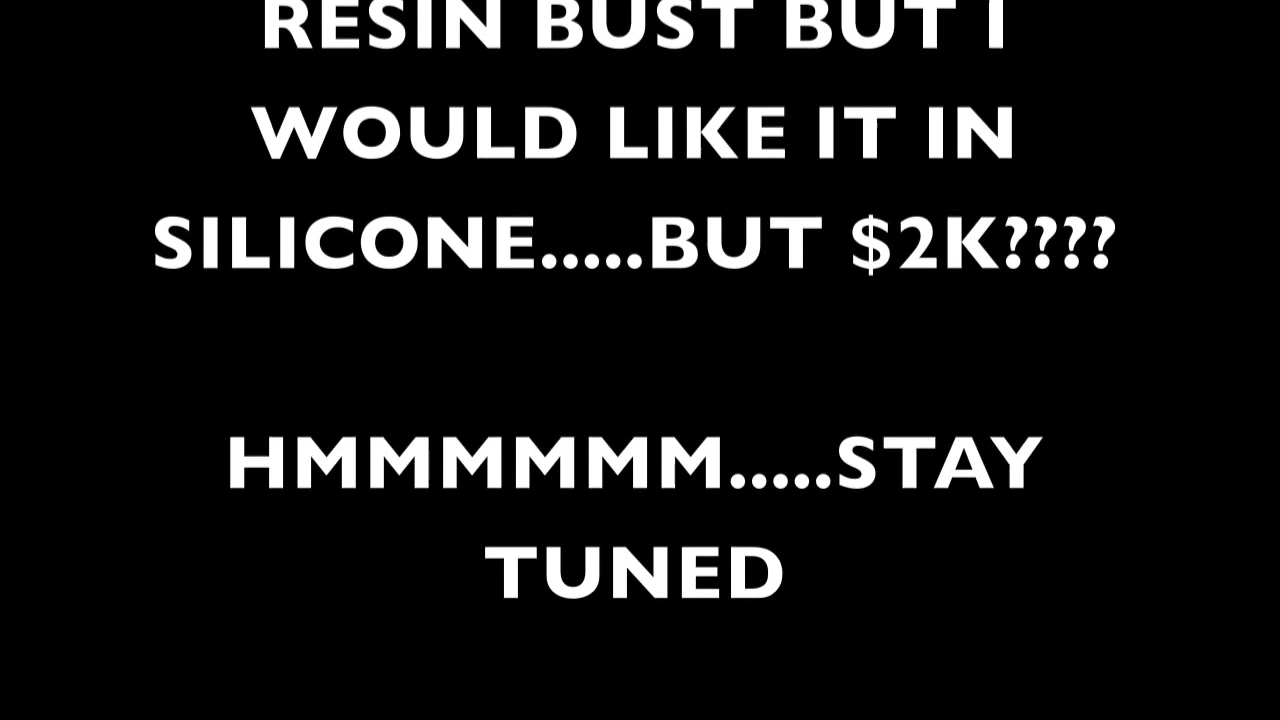 RESIN BUST BUT I
WOULD LIKE IT IN
SILICONE.....BUT $2K????
HMMMMMM.....STAY
TUNED